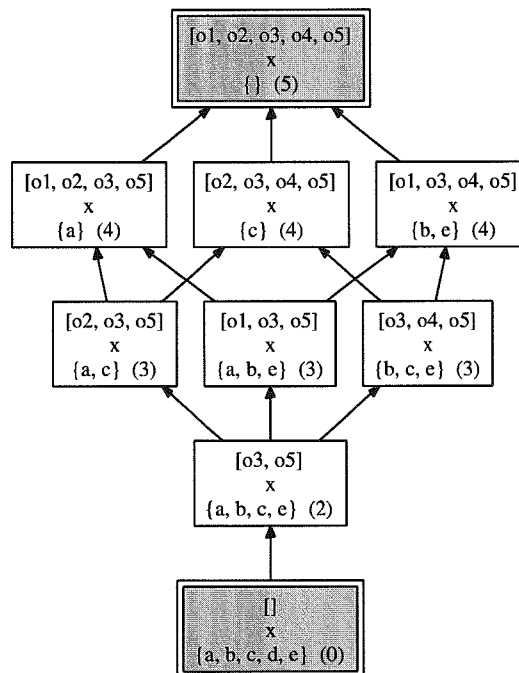 [o1, o2, o3, o4, o5]
x
{} (5)
[o1, o2, o3, o5]
x
{a} (4)
[o2, o3, o4, o5]
x
{c} (4)
[o1, o3, o4, o5]
x
{b, e} (4)
[o2, o3, o5]
x
{a, c} (3)
[o1, o3, o5]
x
{a, b, e} (3)
[o3, o4, o5]
x
{b, c, e} (3)
[o3, o5]
x
{a, b, c, e} (2)
[]
x
{a, b, c, d, e} (0)